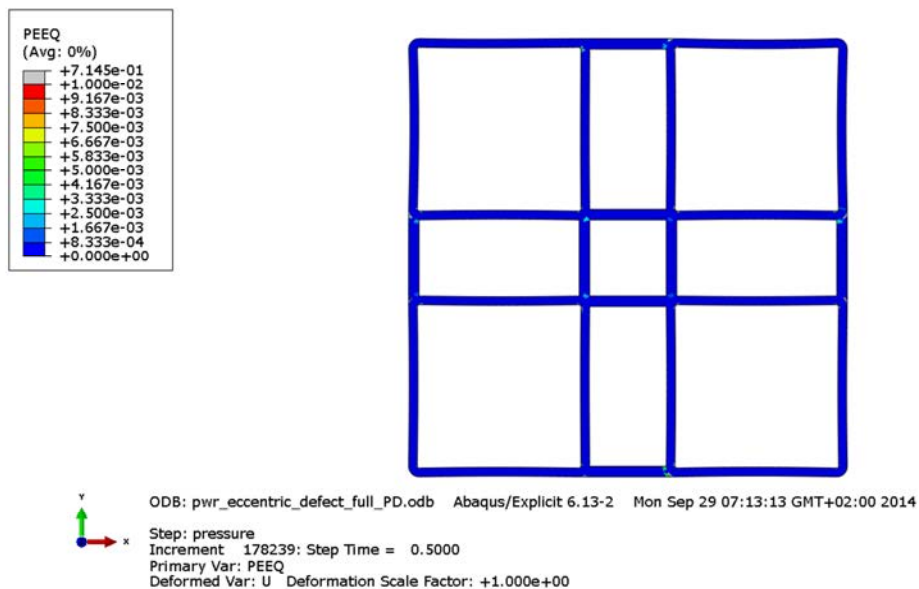 PEEQ
(Avg: 0%)
+7.145e-01
+1.000e-02
+9.167e-03
+8.333e-03
+7.500e-03
+6.667e-03
+5.833e-03
+5.000e-03
+4.167e-03
+3.333e-03
+2.500e-03
+1.667e-03
+8.333e-04
+0.000e+00
Y
X
ODB: pwr_eccentric_defect_full_PD.odb Abaqus/Explicit 6.13-2 Mon Sep 29 07:13:13 GMT+02:00 2014
Step: pressure
Increment 178239: Step Time = 0.5000
Primary Var: PEEQ
Deformed Var: U Deformation Scale Factor: +1.000e+00